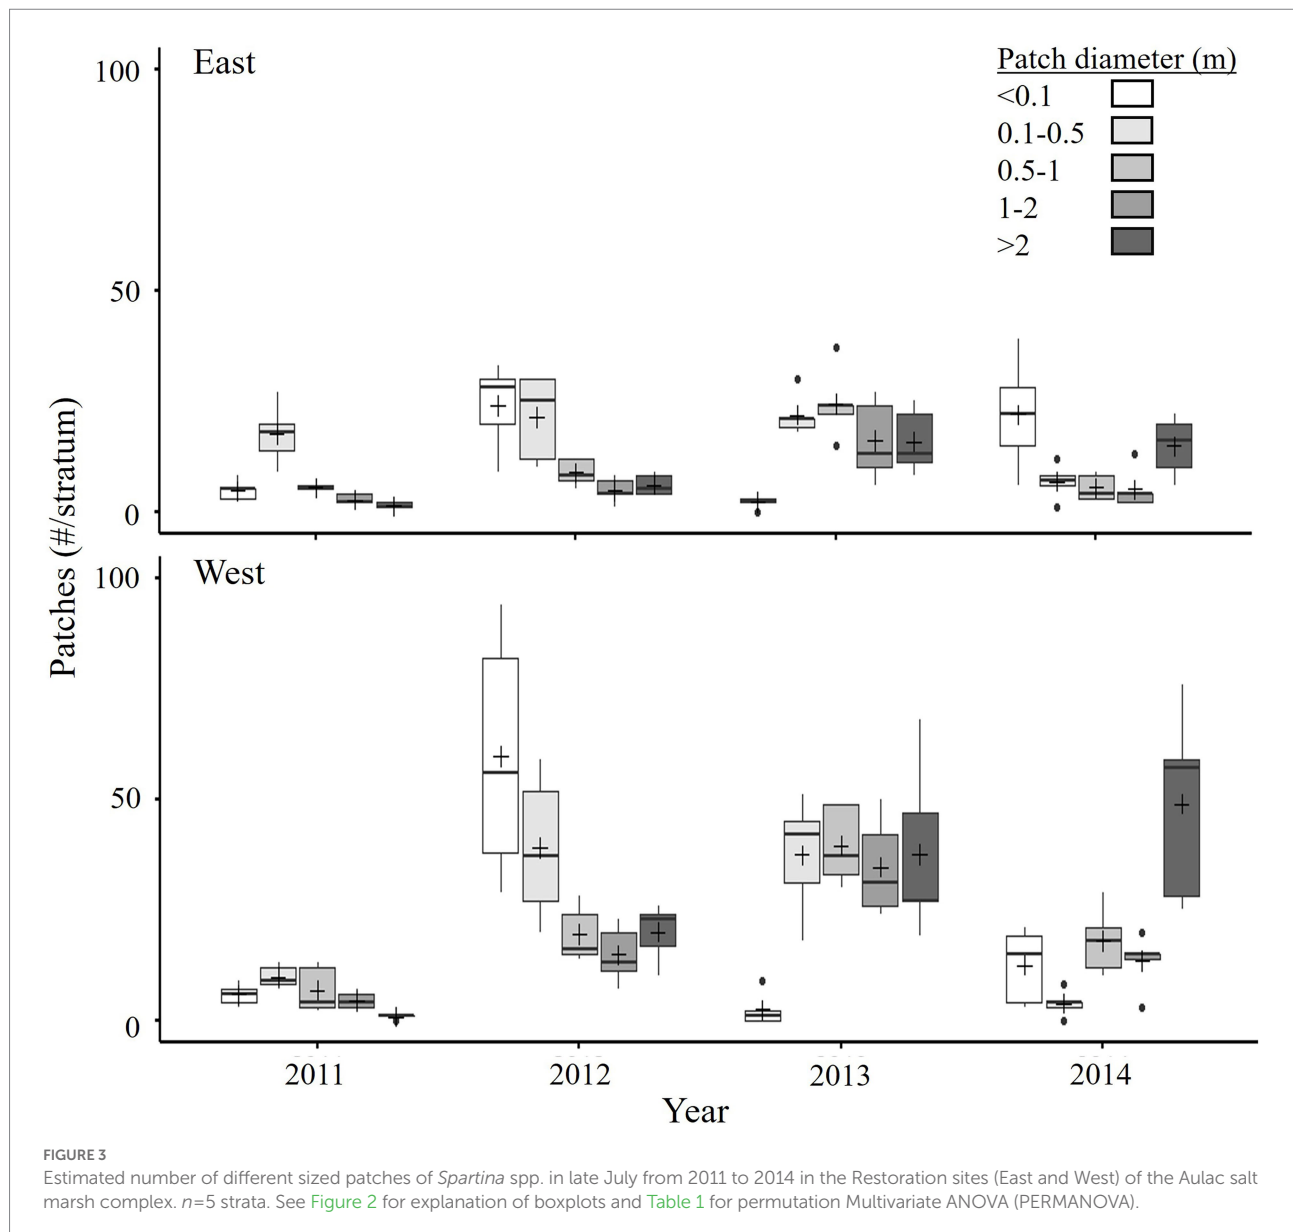 East
Patch diameter (m)
<0.1
0.1-0.5
0.5-1
1-2
>2
100
50
0
Patches (#/stratum)
West
100
50
0
2011 2012 2013 2014
Year
FIGURE 3
Estimated number of different sized patches of Spartina spp. in late July from 2011 to 2014 in the Restoration sites (East and West) of the Aulac salt
marsh complex. n=5 strata. See Figure 2 for explanation of boxplots and Table 1 for permutation Multivariate ANOVA (PERMANOVA).